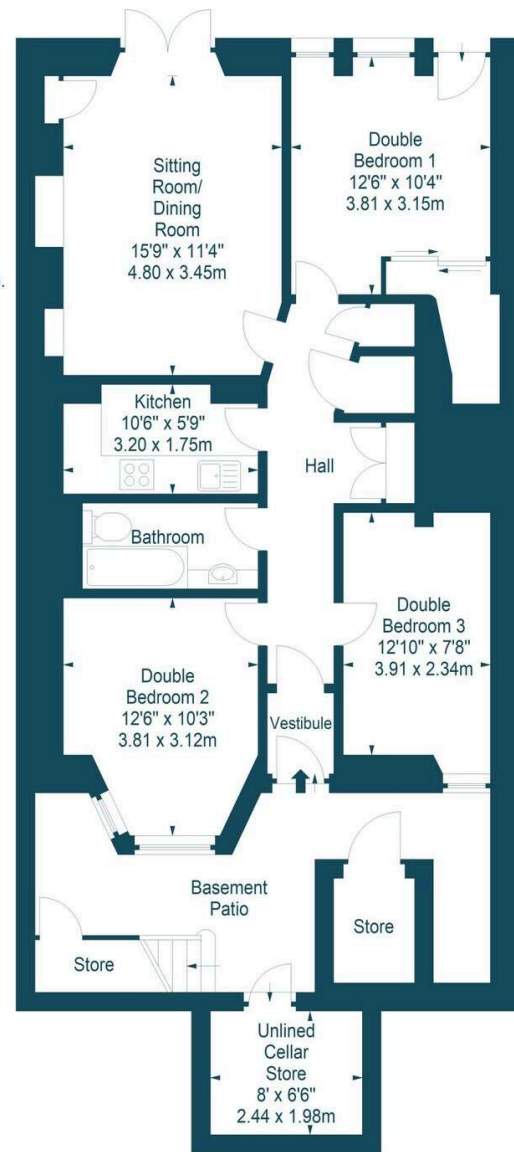 Sitting
Room/
Dining
Room
15'9" x 11'4"
4.80 x 3.45m
Double
Bedroom 1
12'6" x 10'4"
3.81 x 3.15m
Kitchen
10'6" x 5'9"
3.20 x 1.75m
Hall
Bathroom
Double
Bedroom 2
12'6" x 10'3"
3.81 x 3.12m
Double
Bedroom 3
12'10" x 7'8"
3.91 x 2.34m
Vestibule
Basement
Patio
Store
Store
Unlined
Cellar
Store
8' x 6'6"
2.44 x 1.98m